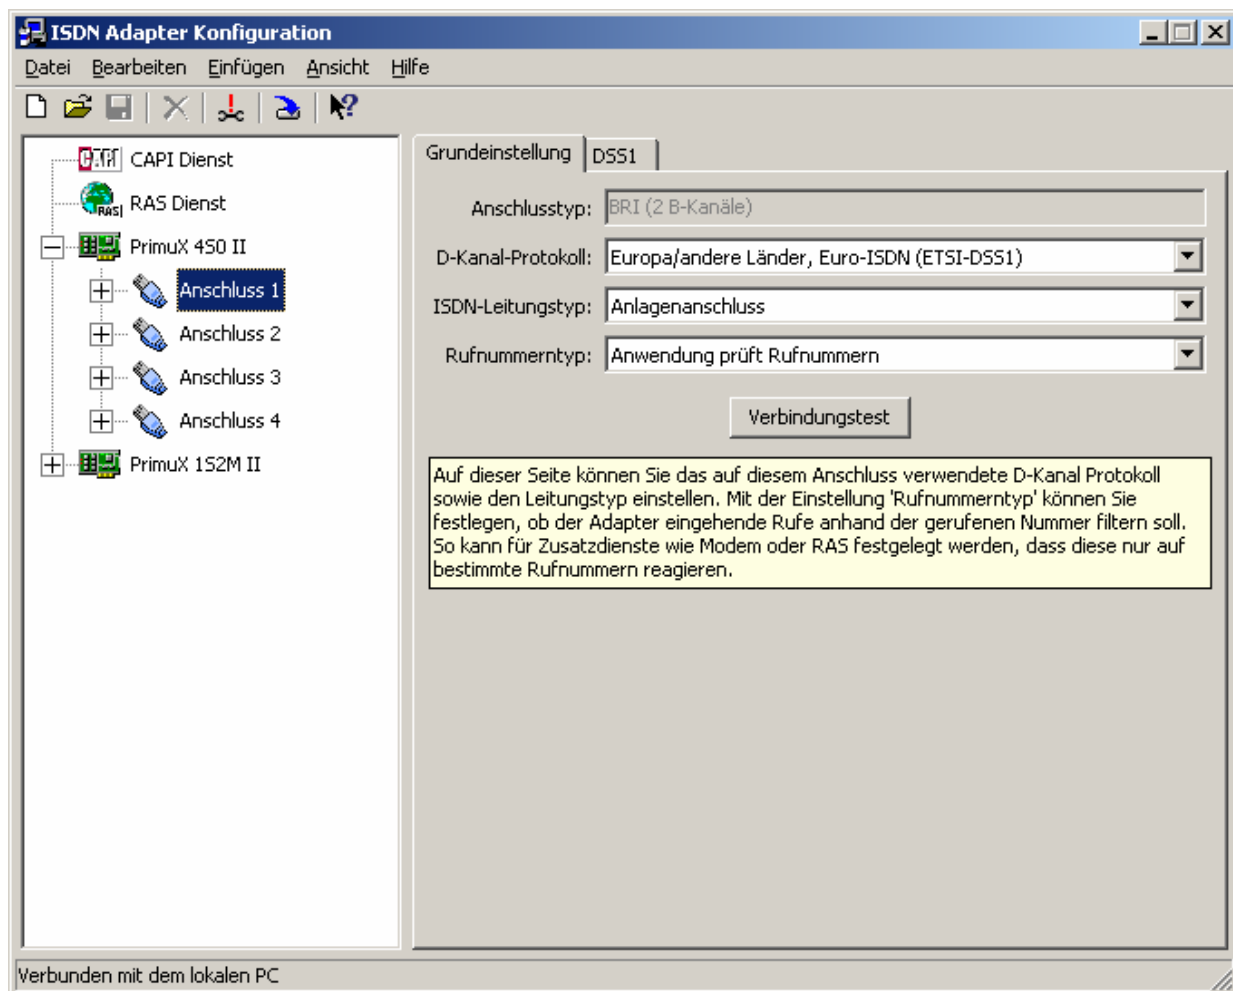 ISDN Adapter Konfiguration
Datei Bearbeiten Einfügen Ansicht Hilfe
CAPI Dienst
RAS
RAS Dienst
PrimuX 4S0 II
Anschluss 1
Anschluss 2
Anschluss 3
Anschluss 4
PrimuX 1S2M II
Grundeinstellung DSS1
Anschlusstyp: BRI (2 B-Kanäle)
D-Kanal-Protokoll: Europa/andere Länder, Euro-ISDN (ETSI-DSS1)
ISDN-Leitungstyp: Anlagenanschluss
Rufnummerntyp: Anwendung prüft Rufnummern
Verbindungstest
Auf dieser Seite können Sie das auf diesem Anschluss verwendete D-Kanal Protokoll
sowie den Leitungstyp einstellen. Mit der Einstellung 'Rufnummerntyp' können Sie
festlegen, ob der Adapter eingehende Rufe anhand der gerufenen Nummer filtern soll.
So kann für Zusatzdienste wie Modem oder RAS festgelegt werden, dass diese nur auf
bestimmte Rufnummern reagieren.
Verbunden mit dem lokalen PC